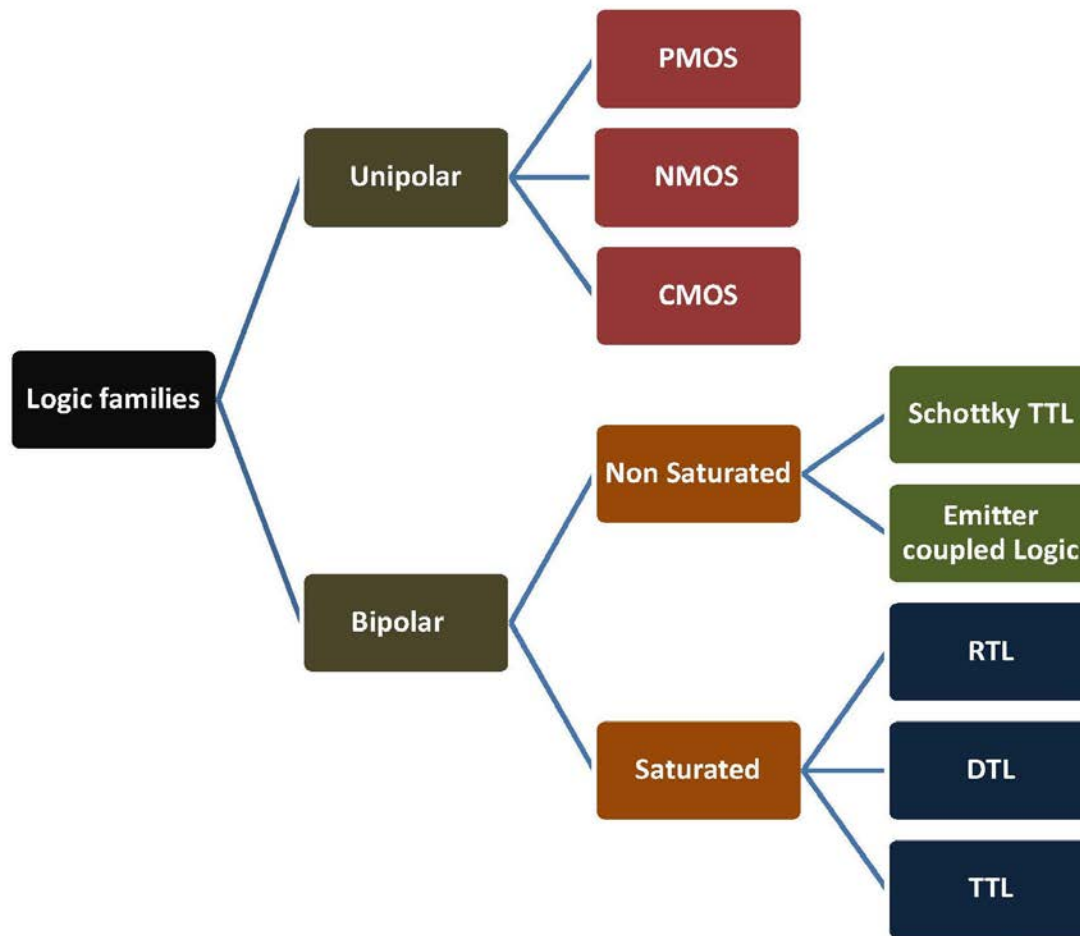 PMOS
Unipolar
NMOS
CMOS
Logic families
Schottky TTL
Non Saturated
Emitter
coupled Logic
Bipolar
RTL
Saturated
DTL
TTL